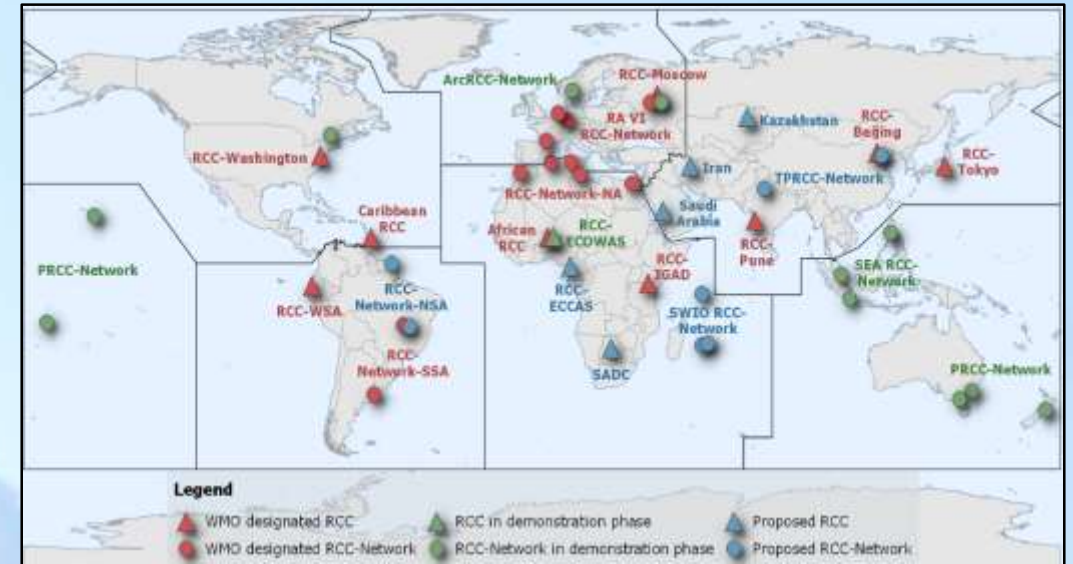 ArcRCC-Network
RCC-Moscow
RA VI
RCC-Network
Kazakhstan
RCC-
Beijing
RCC-
Tokyo
RCC-Washington
Iran
TPRCC-Network
RCC-Network-NA
Saudi
Arabia
Caribbean
RCC
African
RCC
RCC-
ECOWAS
RCC-
IGAD
RCC-
Pune
PRCC-Network
SEA RCC-
Network
RCC-WSA
RCC-
Network-NSA
RCC-
ECCAS
SWIO RCC-
Network
RCC-
Network-SSA
SADC
PRCC-Network
Legend
WMO designated RCC
RCC in demonstration phase
Proposed RCC
WMO designated RCC-Network
RCC-Network in demonstration phase
Proposed RCC-Network